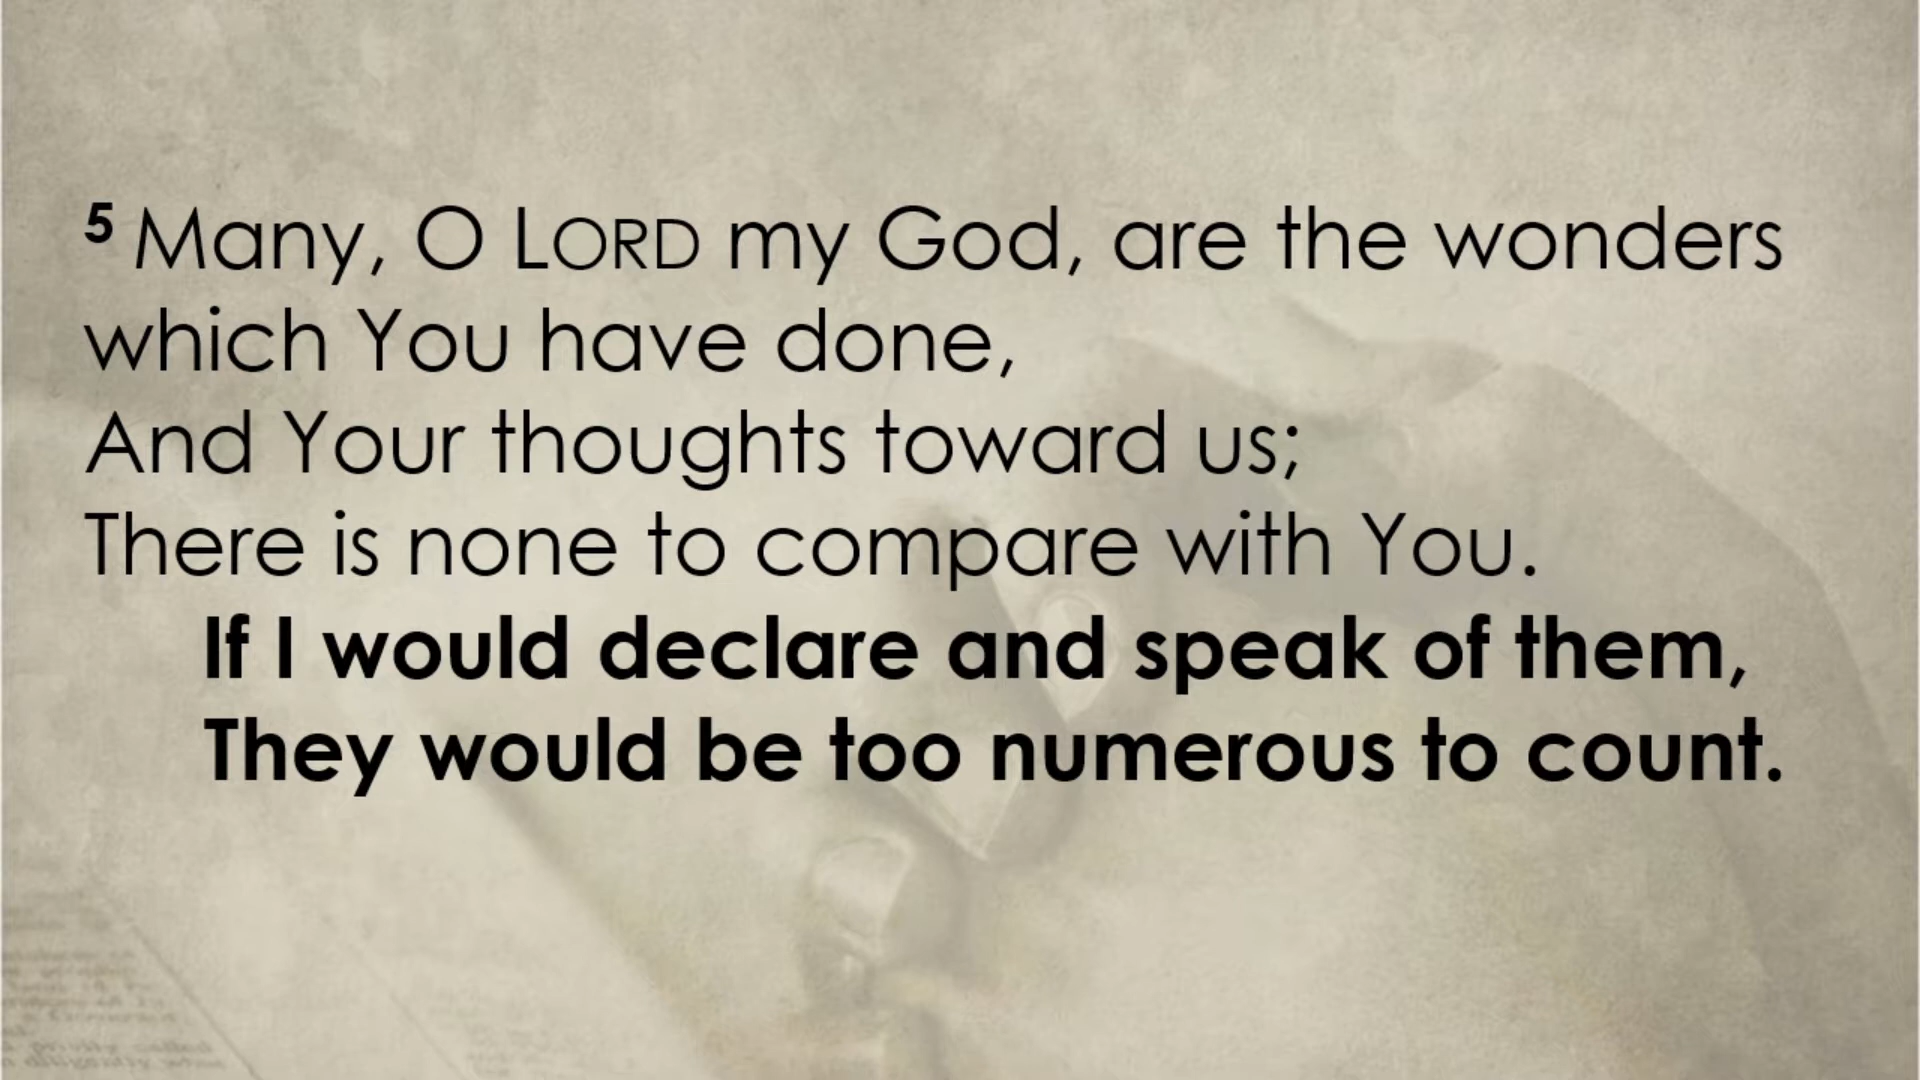 5 Many, O LORD my God, are the wonders
which You have done,
And Your thoughts toward us;
There is none to compare with You.
If I would declare and speak of them,
They would be too numerous to count.